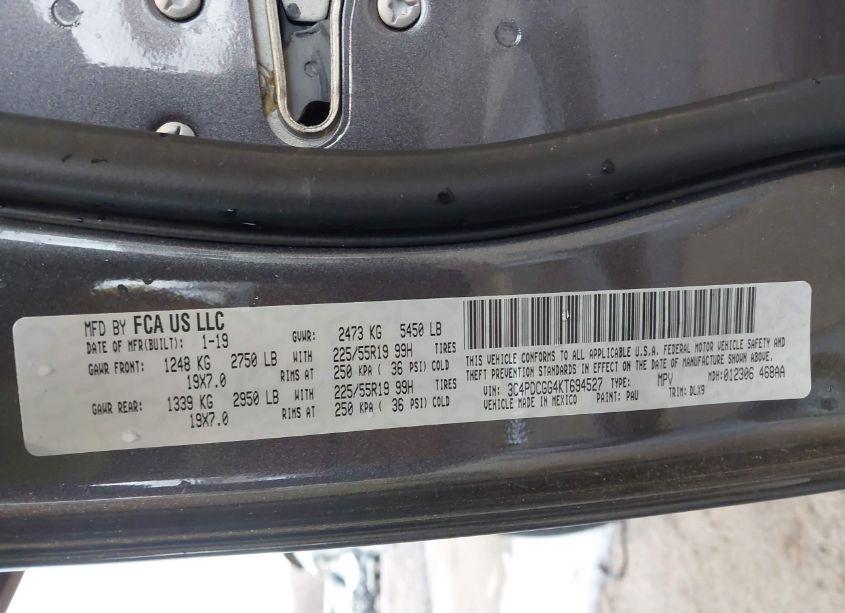 MFD BY FCA US LLC
DATE OF MFR(BUILT): 1-19 GVWR: 2473 KG 5450 LB
GAWR FRONT: 1248 KG 2750 LB WITH 225/55R19 99H TIRES
19X7.0 RIMS AT 250 KPA ( 36 PSI) COLD
GAWR REAR: 1339 KG 2950 LB WITH 225/55R19 99H TIRES
19X7.0 RIMS AT 250 KPA ( 36 PSI) COLD
THIS VEHICLE CONFORMS TO ALL APPLICABLE U.S.A. FEDERAL MOTOR VEHICLE SAFETY AND
THEFT PREVENTION STANDARDS IN EFFECT ON THE DATE OF MANUFACTURE SHOWN ABOVE.
VIN: 3C4PDCGG4KT694527 TYPE: MPV MDH:012306 468AA
VEHICLE MADE IN MEXICO PAINT: PAU TRIM: DLX9